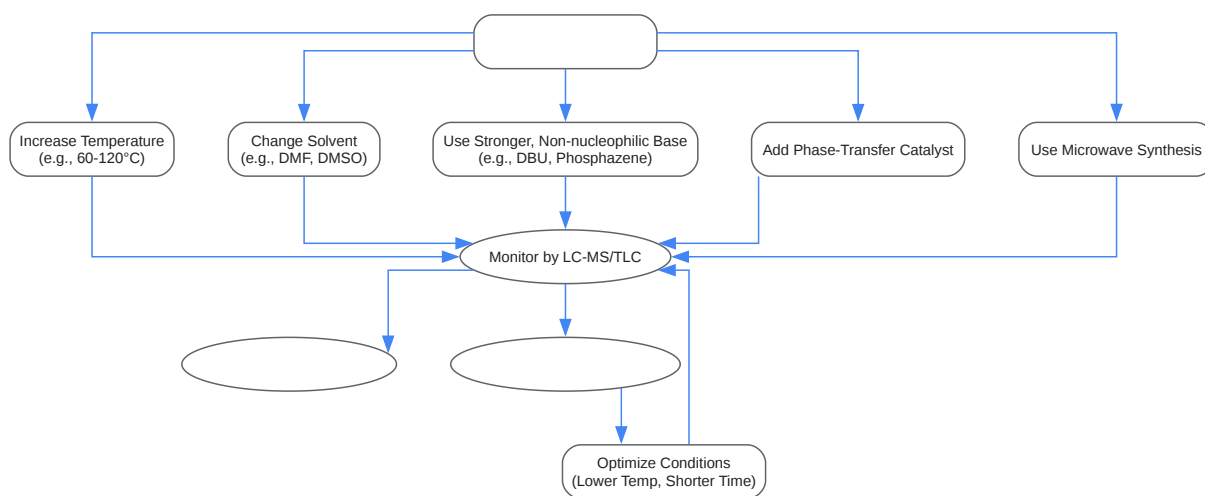 Increase Temperature
(e.g., 60-120°C)
Change Solvent
(e.g., DMF, DMSO)
Use Stronger, Non-nucleophilic Base
(e.g., DBU, Phosphazene)
Add Phase-Transfer Catalyst
Use Microwave Synthesis
Monitor by LC-MS/TLC
Optimize Conditions
(Lower Temp, Shorter Time)